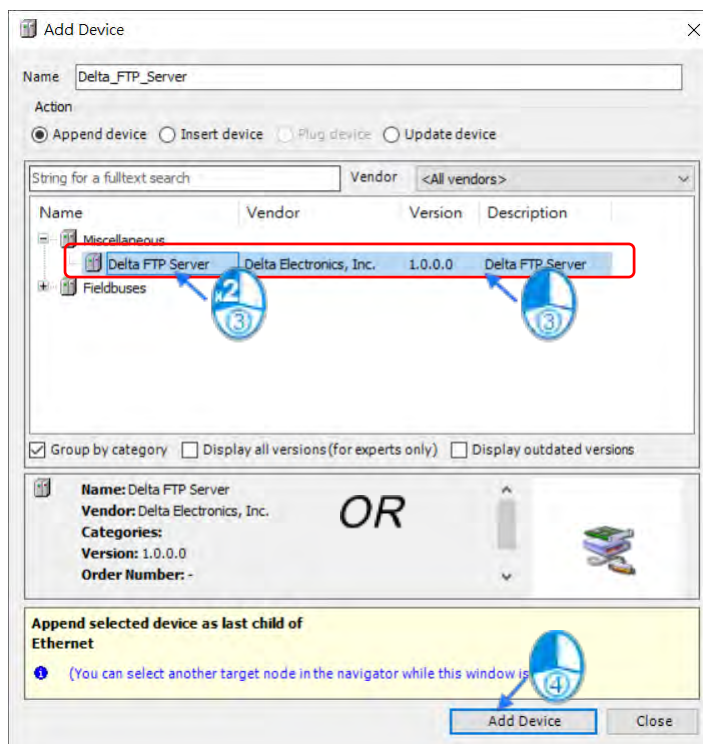 Add Device
Name Delta_FTP_Server
Action
Append device Insert device Plug device Update device
String for a fulltext search Vendor <All vendors>
Name Vendor Version Description
Miscellaneous
Delta FTP Server Delta Electronics, Inc. 1.0.0.0 Delta FTP Server
x2
③ ③
Fieldbuses
Group by category Display all versions (for experts only) Display outdated versions
Name: Delta FTP Server
Vendor: Delta Electronics, Inc.
OR
Categories:
Version: 1.0.0.0
Order Number: -
Append selected device as last child of
Ethernet
(You can select another target node in the navigator while this window is
④
Add Device Close